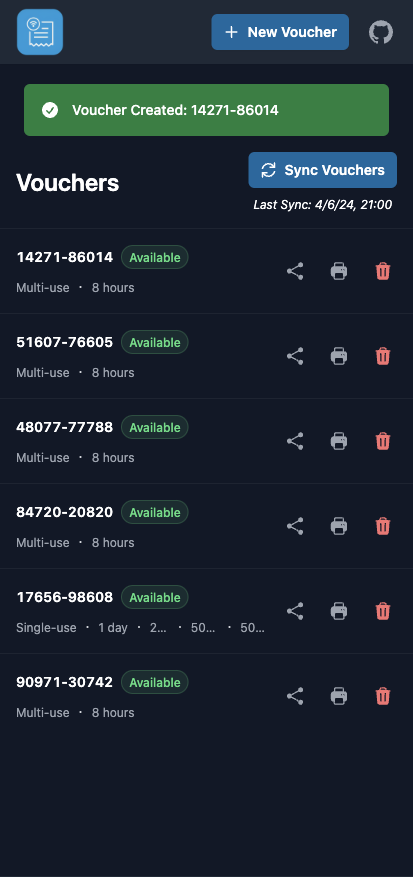 New Voucher
Voucher Created: 14271-86014
Vouchers
Sync Vouchers
Last Sync: 4/6/24, 21:00
14271-86014 Available
Multi-use · 8 hours
51607-76605 Available
Multi-use · 8 hours
48077-77788 Available
Multi-use · 8 hours
84720-20820 Available
Multi-use · 8 hours
17656-98608 Available
Single-use · 1 day · 2... · 50... · 50...
90971-30742 Available
Multi-use · 8 hours